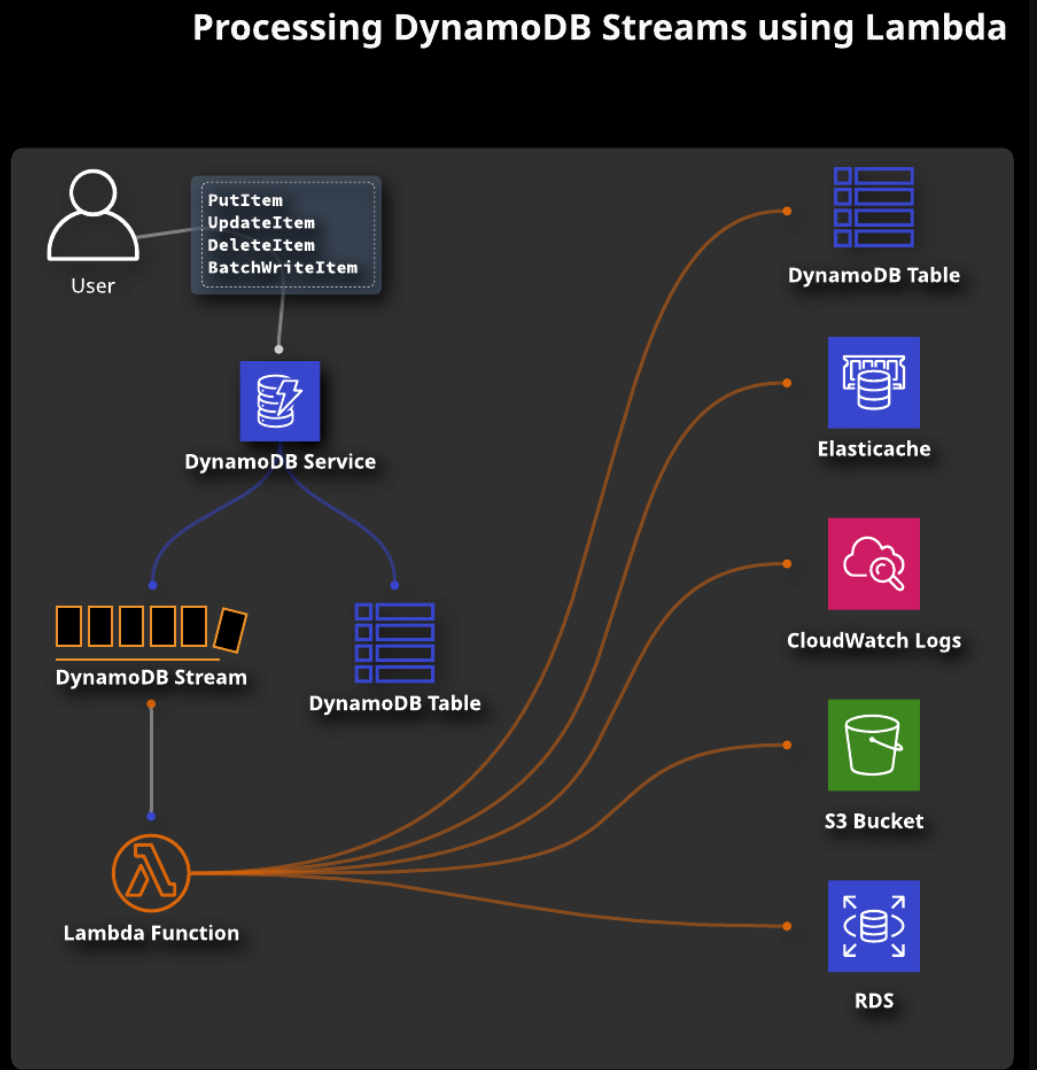 Processing DynamoDB Streams using Lambda
User
PutItem
UpdateItem
DeleteItem
BatchWriteItem
DynamoDB Service
DynamoDB Stream
DynamoDB Table
Lambda Function
DynamoDB Table
Elasticache
CloudWatch Logs
S3 Bucket
RDS